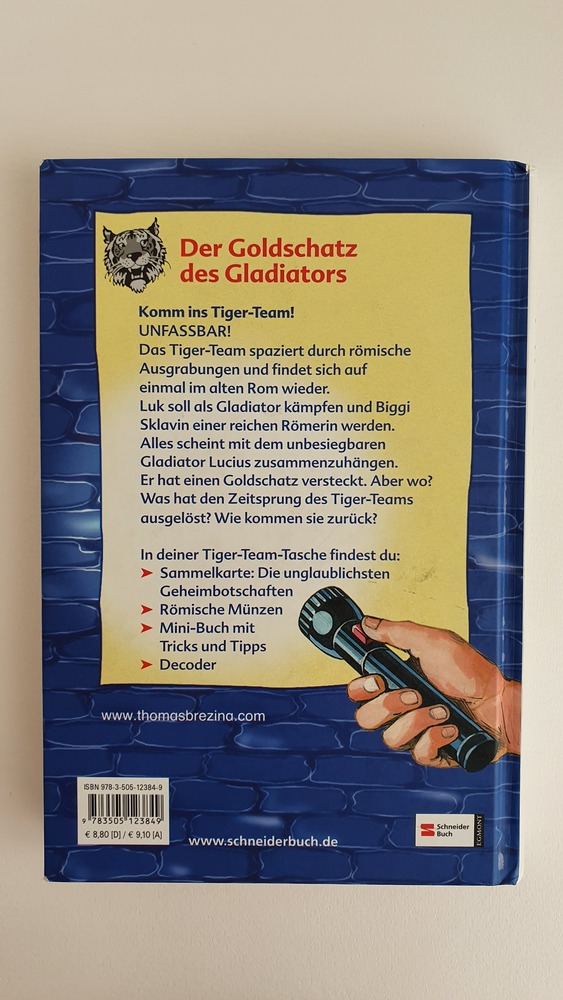 Der Goldschatz
des Gladiators
Komm ins Tiger-Team!
UNFASSBAR!
Das Tiger-Team spaziert durch römische
Ausgrabungen und findet sich auf
einmal im alten Rom wieder.
Luk soll als Gladiator kämpfen und Biggi
Sklavin einer reichen Römerin werden.
Alles scheint mit dem unbesiegbaren
Gladiator Lucius zusammenzuhängen.
Er hat einen Goldschatz versteckt. Aber wo?
Was hat den Zeitsprung des Tiger-Teams
ausgelöst? Wie kommen sie zurück?
In deiner Tiger-Team-Tasche findest du:
➤ Sammelkarte: Die unglaublichsten
Geheimbotschaften
➤ Römische Münzen
➤ Mini-Buch mit
Tricks und Tipps
➤ Decoder
www.thomasbrezina.com
ISBN 978-3-505-12384-9
9 783505 123849
€ 8,80 [D] / € 9,10 [A]
www.schneiderbuch.de
Schneider
Buch
EGMONT